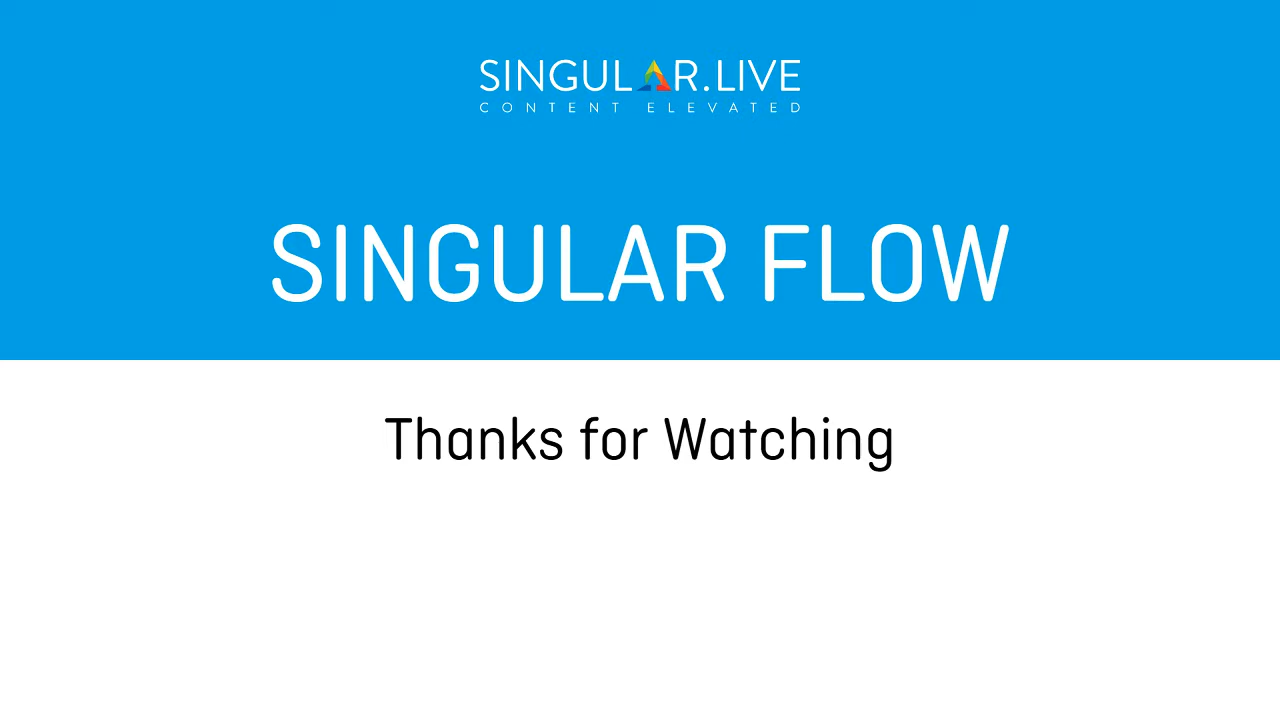 SINGULAR.LIVE
CONTENT ELEVATED
SINGULAR FLOW
Thanks for Watching